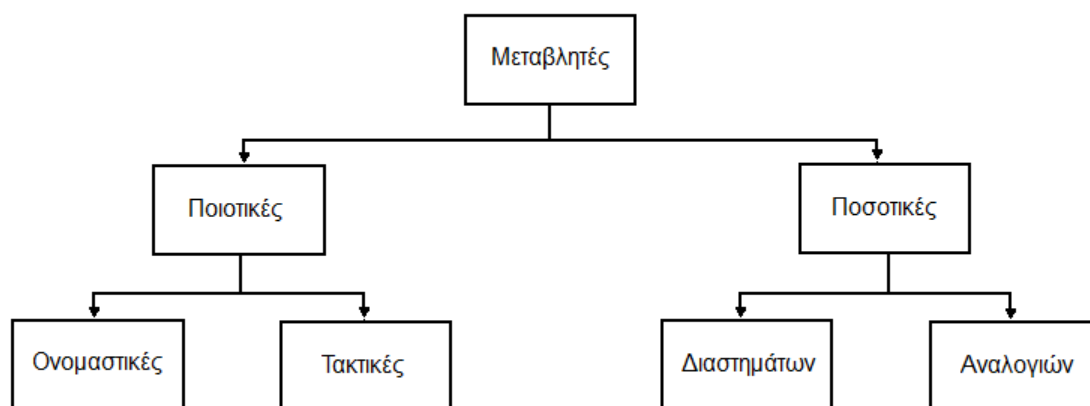 Μεταβλητές
Ποιοτικές
Ποσοτικές
Ονομαστικές
Τακτικές
Διαστημάτων
Αναλογιών